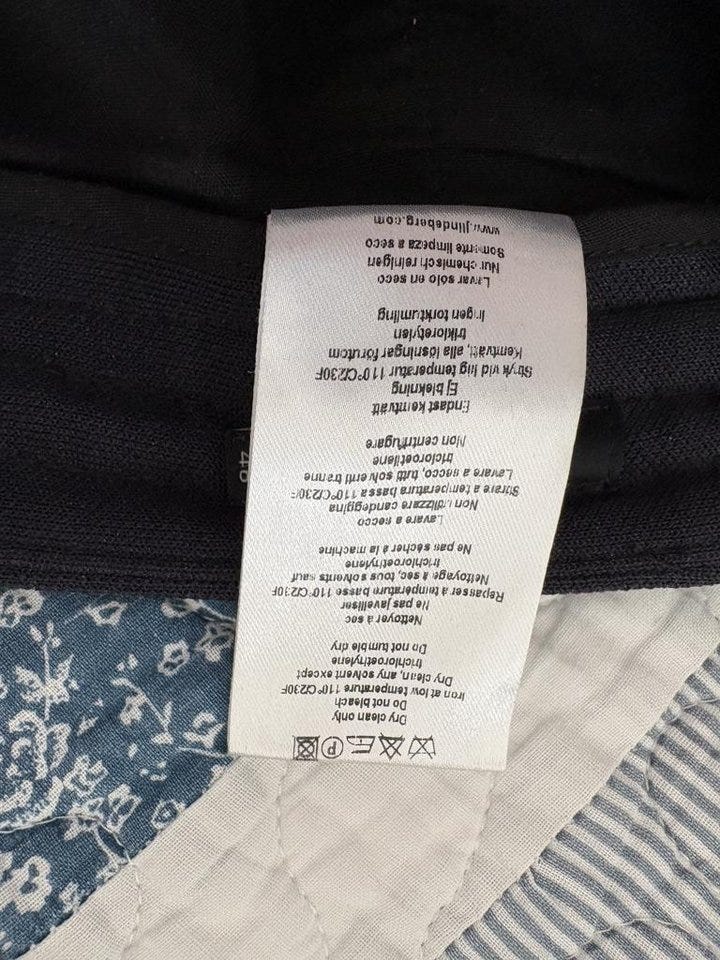 P
Dry clean only
Do not bleach
Iron at low temperature 110°C/230F
Dry clean, any solvent except
trichloroethylene
Do not tumble dry
Nettoyer à sec
Ne pas javelliser
Repasser à température basse 110°C/230F
Nettoyage à sec, tous solvents sauf
trichloroethylene
Ne pas sécher à la machine
Lavare a secco
Non utilizzare candeggina
Stirare a temperatura bassa 110°C/230F
Lavare a secco, tutti solventi tranne
tricloroetilene
Non centrifugare
Endast kemtvätt
Ej blekning
Stryk vid låg temperatur 110°C/230F
Kemtvätt, alla lösningar förutom
trikloretylen
Ingen torktumling
Lavar sólo en seco
Nur chemisch reinigen
Somente limpeza a seco
www.jlindeberg.com